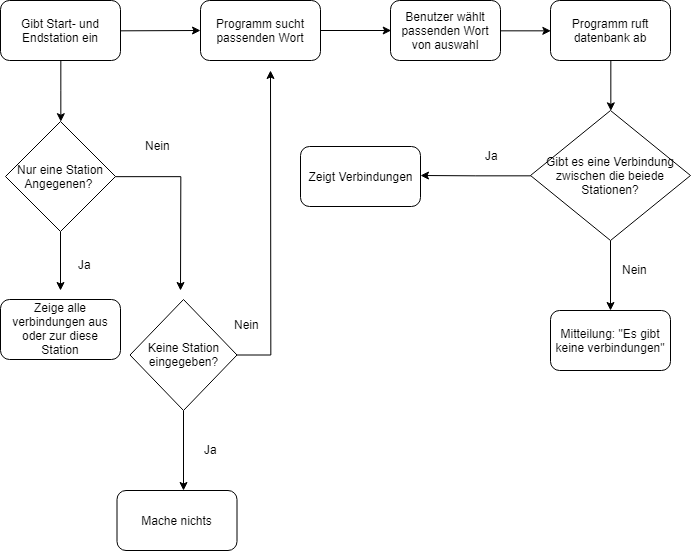 Gibt Start- und
Endstation ein
Programm sucht
passenden Wort
Benutzer wählt
passenden Wort
von auswahl
Programm ruft
datenbank ab
Nein
Nur eine Station
Angegenen?
Ja
Zeigt Verbindungen
Ja
Gibt es eine Verbindung
zwischen die beiede
Stationen?
Ja
Nein
Zeige alle
verbindungen aus
oder zur diese
Station
Nein
Keine Station
eingegeben?
Mitteilung: "Es gibt
keine verbindungen"
Ja
Mache nichts